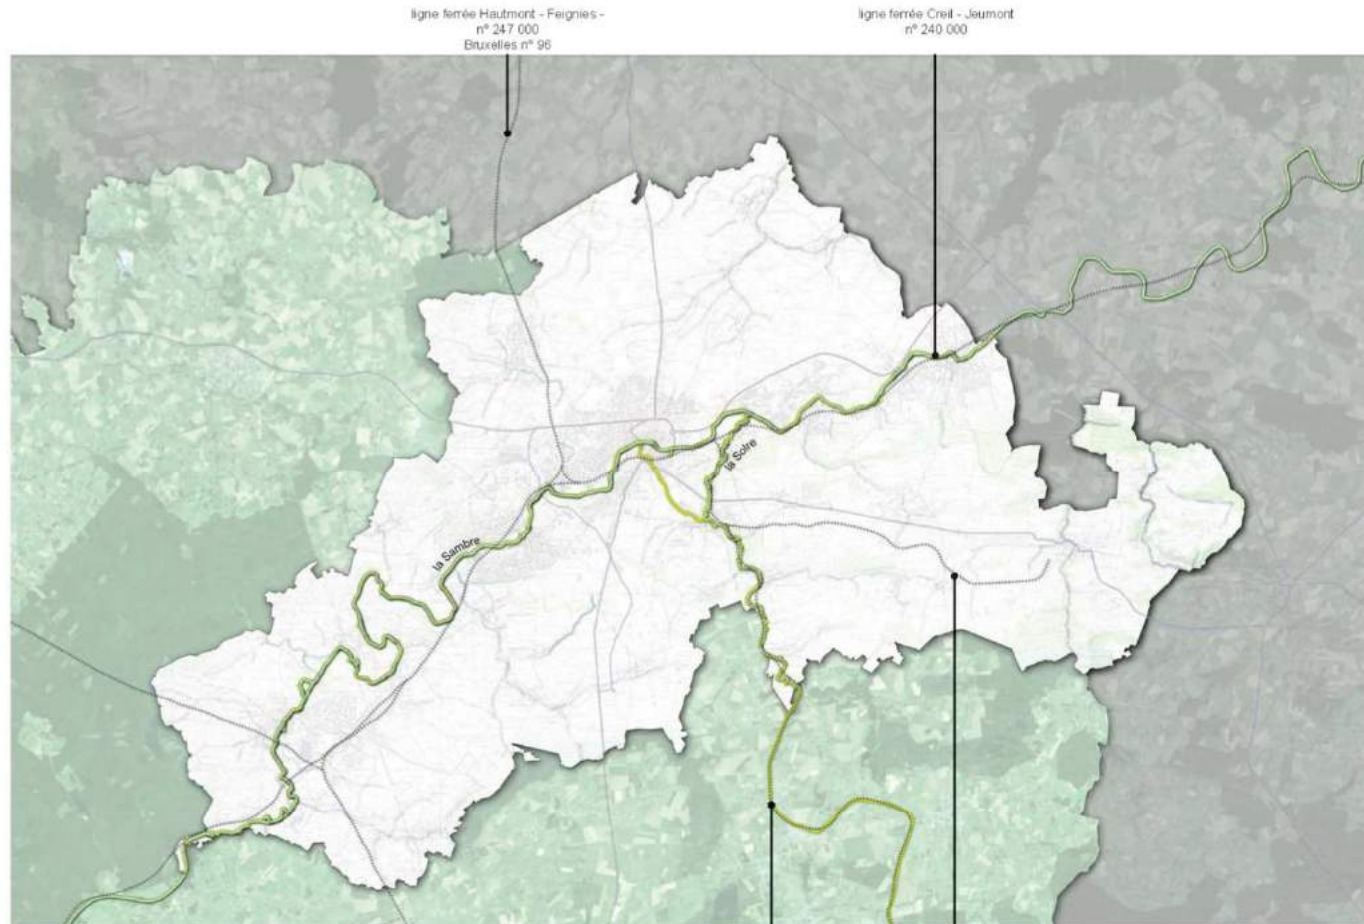 ligne ferrée Hautmont - Feignies -
n° 247 000
Bruxelles n° 96
ligne ferrée Creil - Jeumont
n° 240 000
la Solre
la Sambre